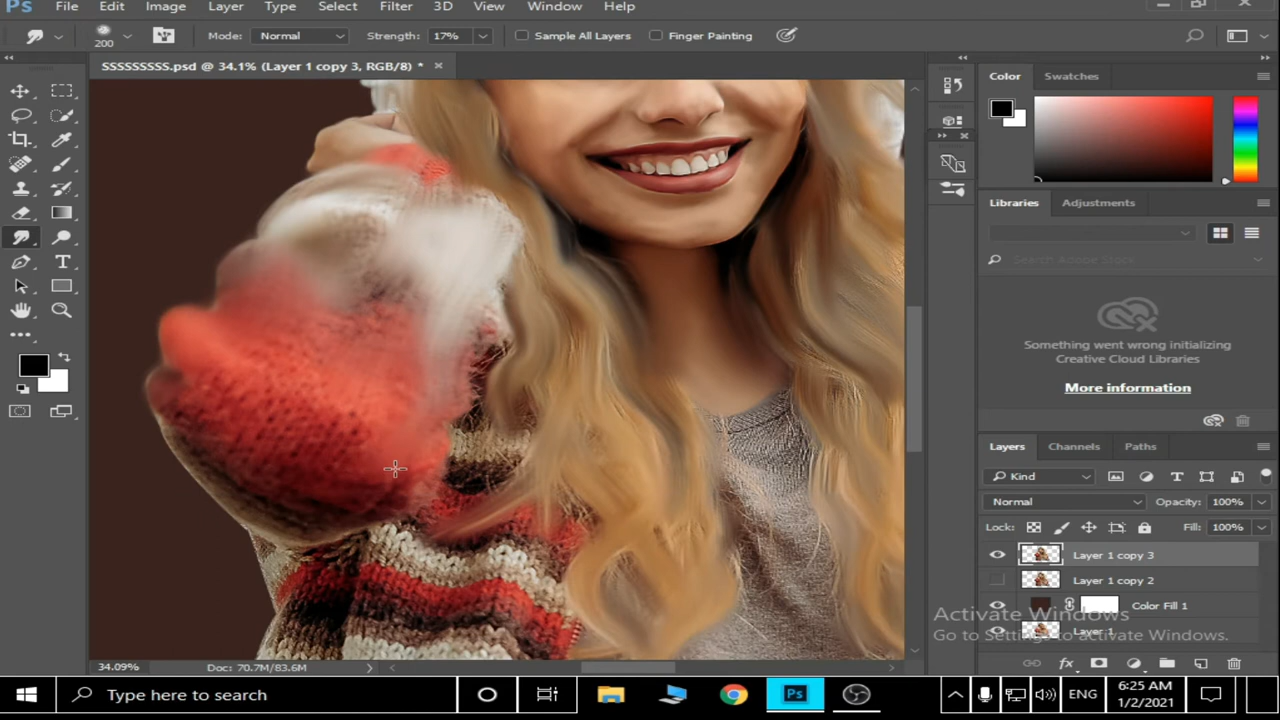 Ps File Edit Image Layer Type Select Filter 3D View Window Help
200 Mode: Normal Strength: 17% Sample All Layers Finger Painting
SSSSSSSSS.psd @ 34.1% (Layer 1 copy 3, RGB/8) *
Color Swatches
Libraries Adjustments
Search Adobe Stock
Something went wrong initializing
Creative Cloud Libraries
More information
Layers Channels Paths
Kind
Normal Opacity: 100%
Lock: Fill: 100%
Layer 1 copy 3
Layer 1 copy 2
Color Fill 1
Layer 1
Activate Windows
Go to Settings to activate Windows.
34.09% Doc: 70.7M/83.6M
fx
Type here to search
Ps
ENG
6:25 AM
1/2/2021